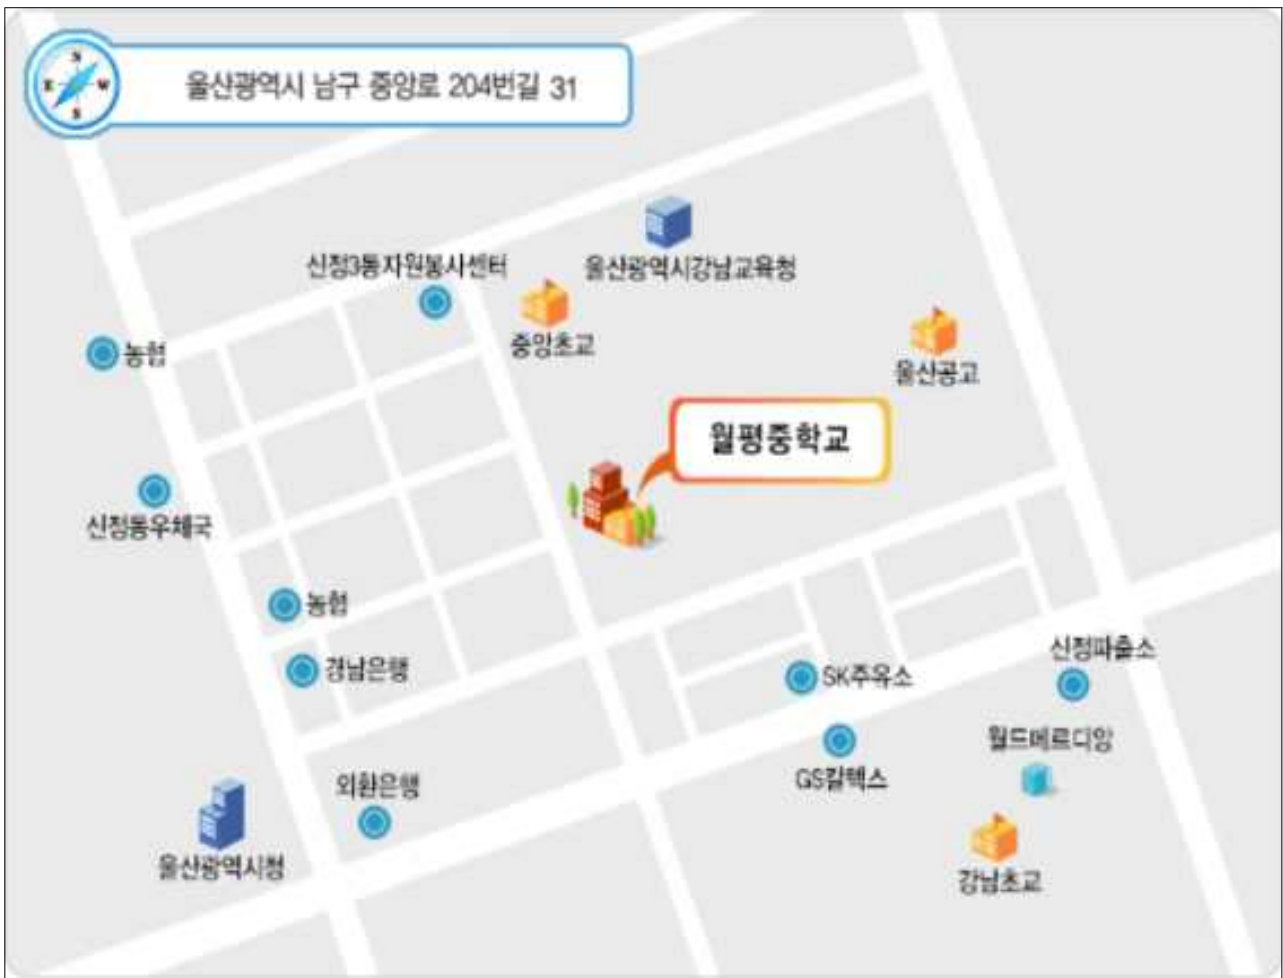 S
E W
S
울산광역시 남구 중앙로 204번길 31
신정3동자원봉사센터
울산광역시강남교육청
중앙초교
농협
울산공고
월평중학교
신정동우체국
농협
경남은행
신정파출소
SK주유소
월드메르디앙
GS칼텍스
외환은행
울산광역시청
강남초교